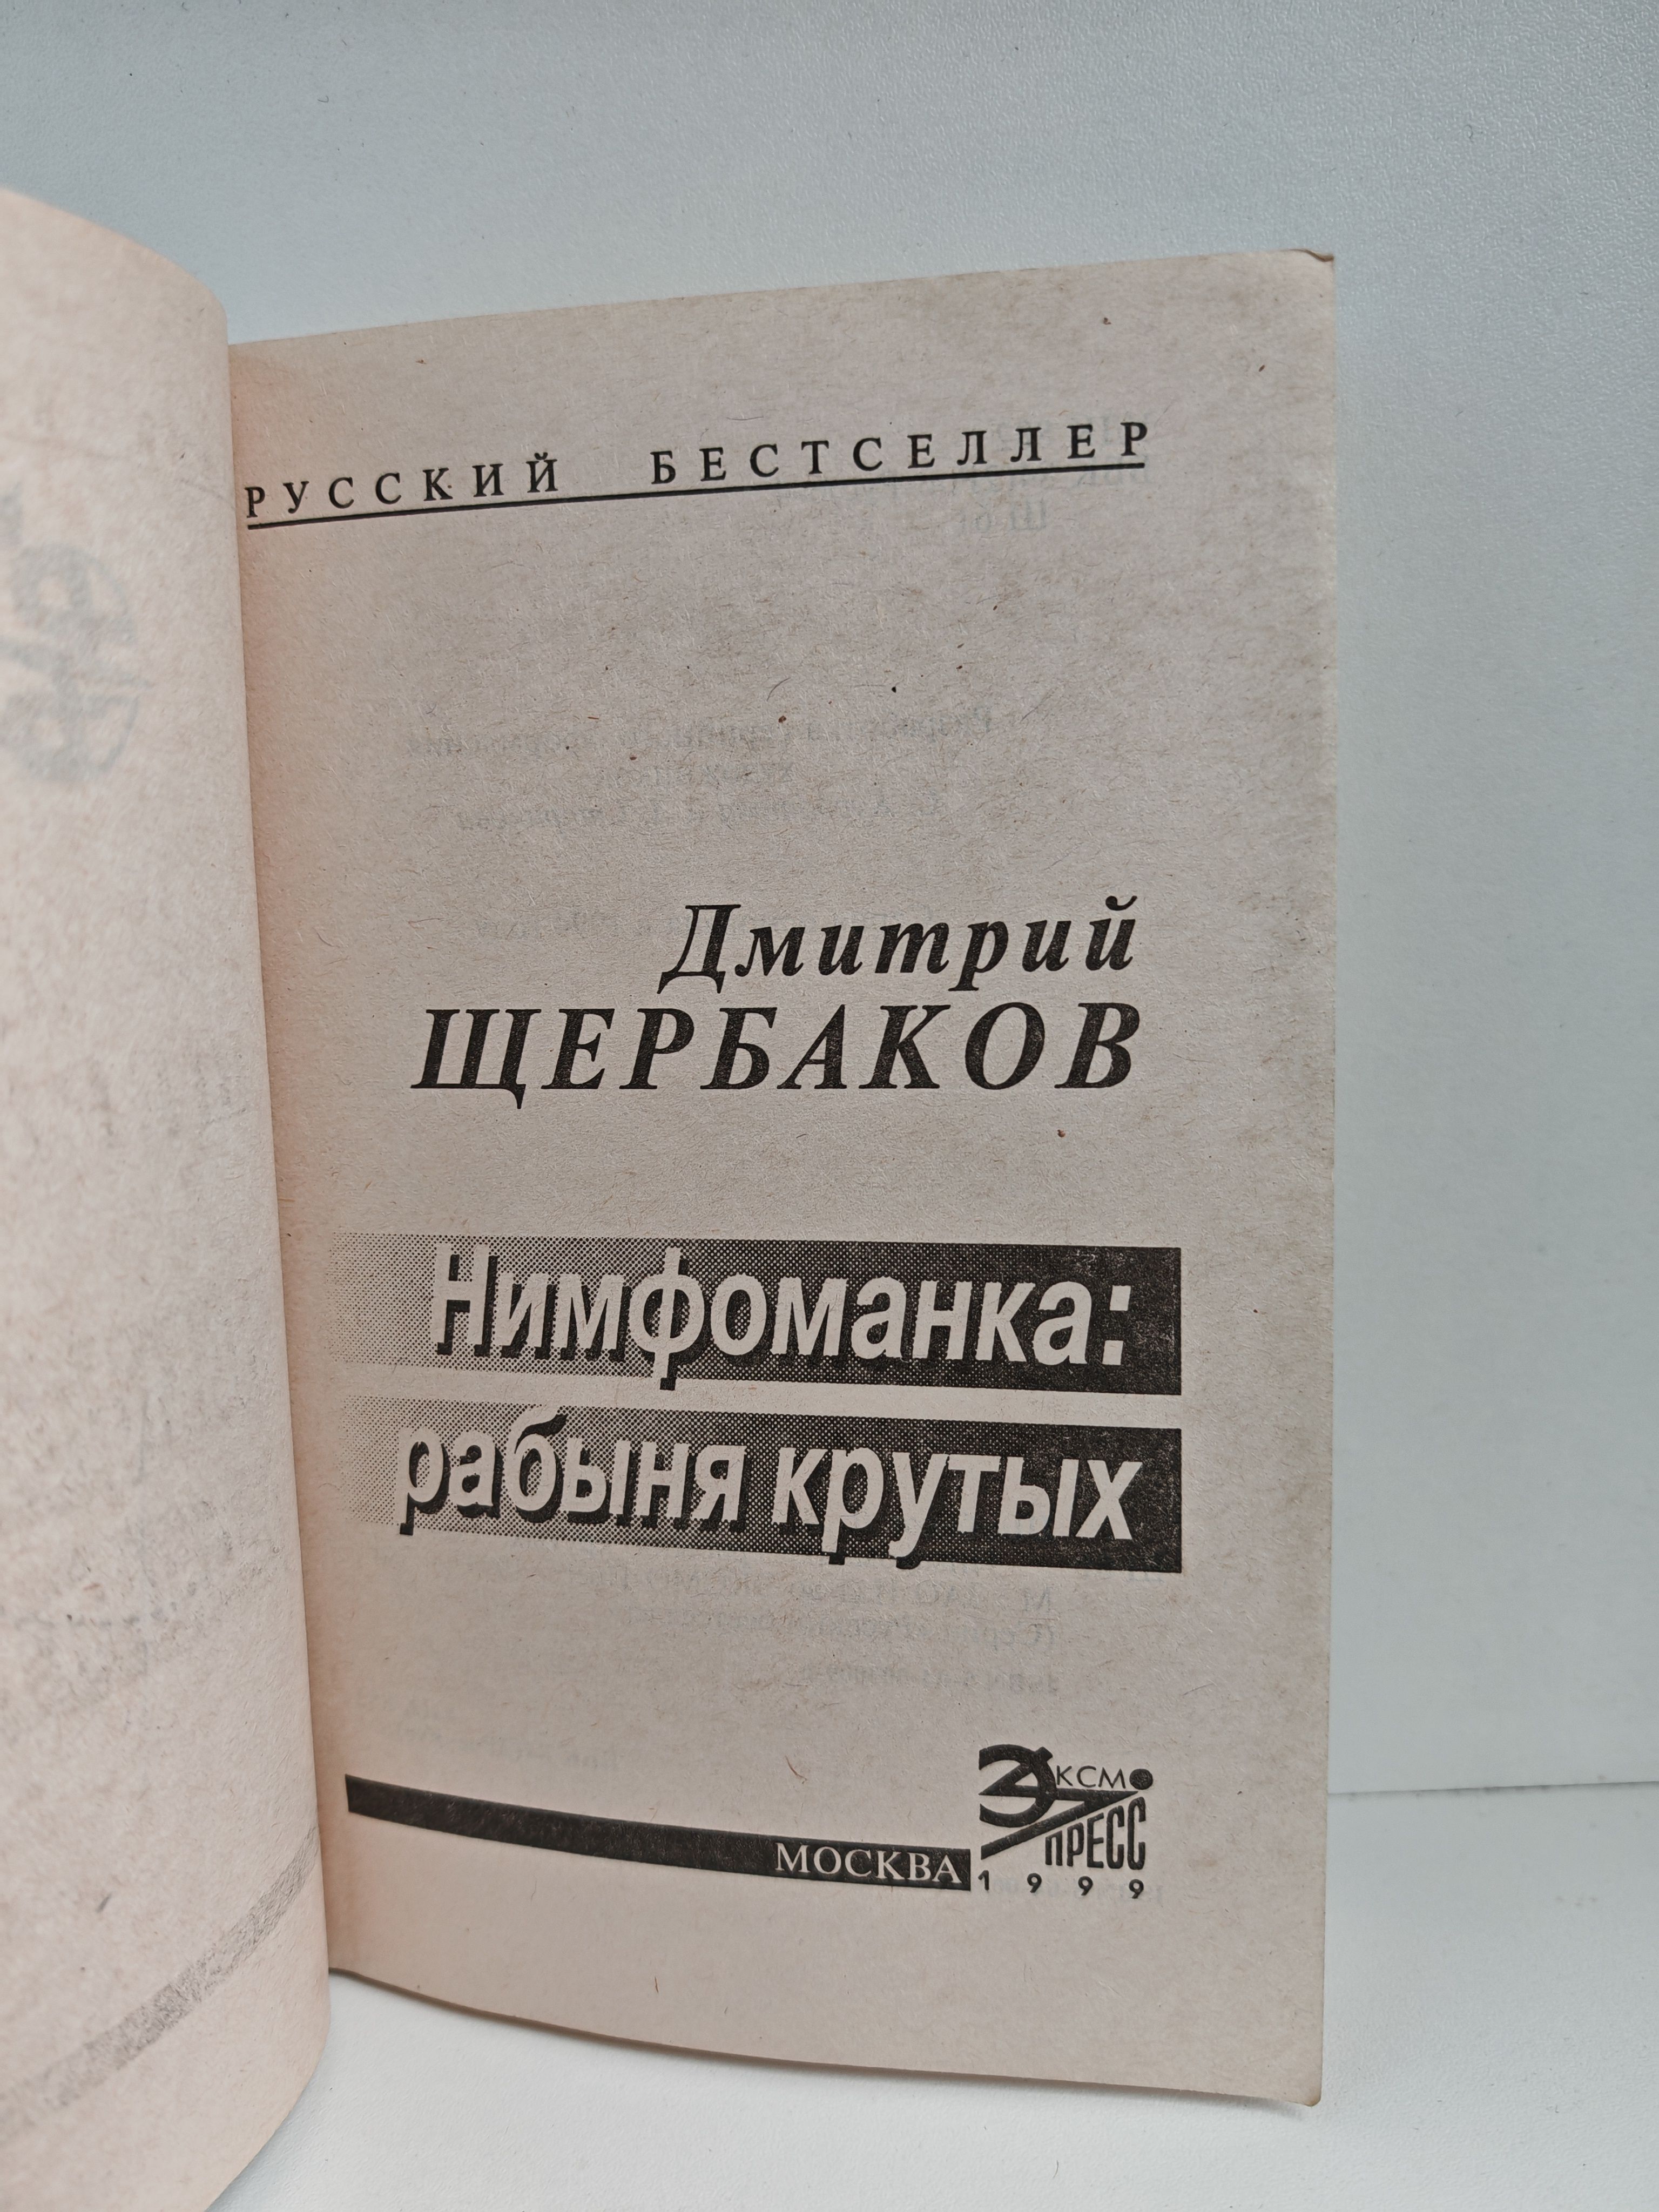 РУССКИЙ БЕСТСЕЛЛЕР
Дмитрий
ЩЕРБАКОВ
Нимфоманка:
рабыня крутых
ЭКСМО
ПРЕСС
МОСКВА
1999